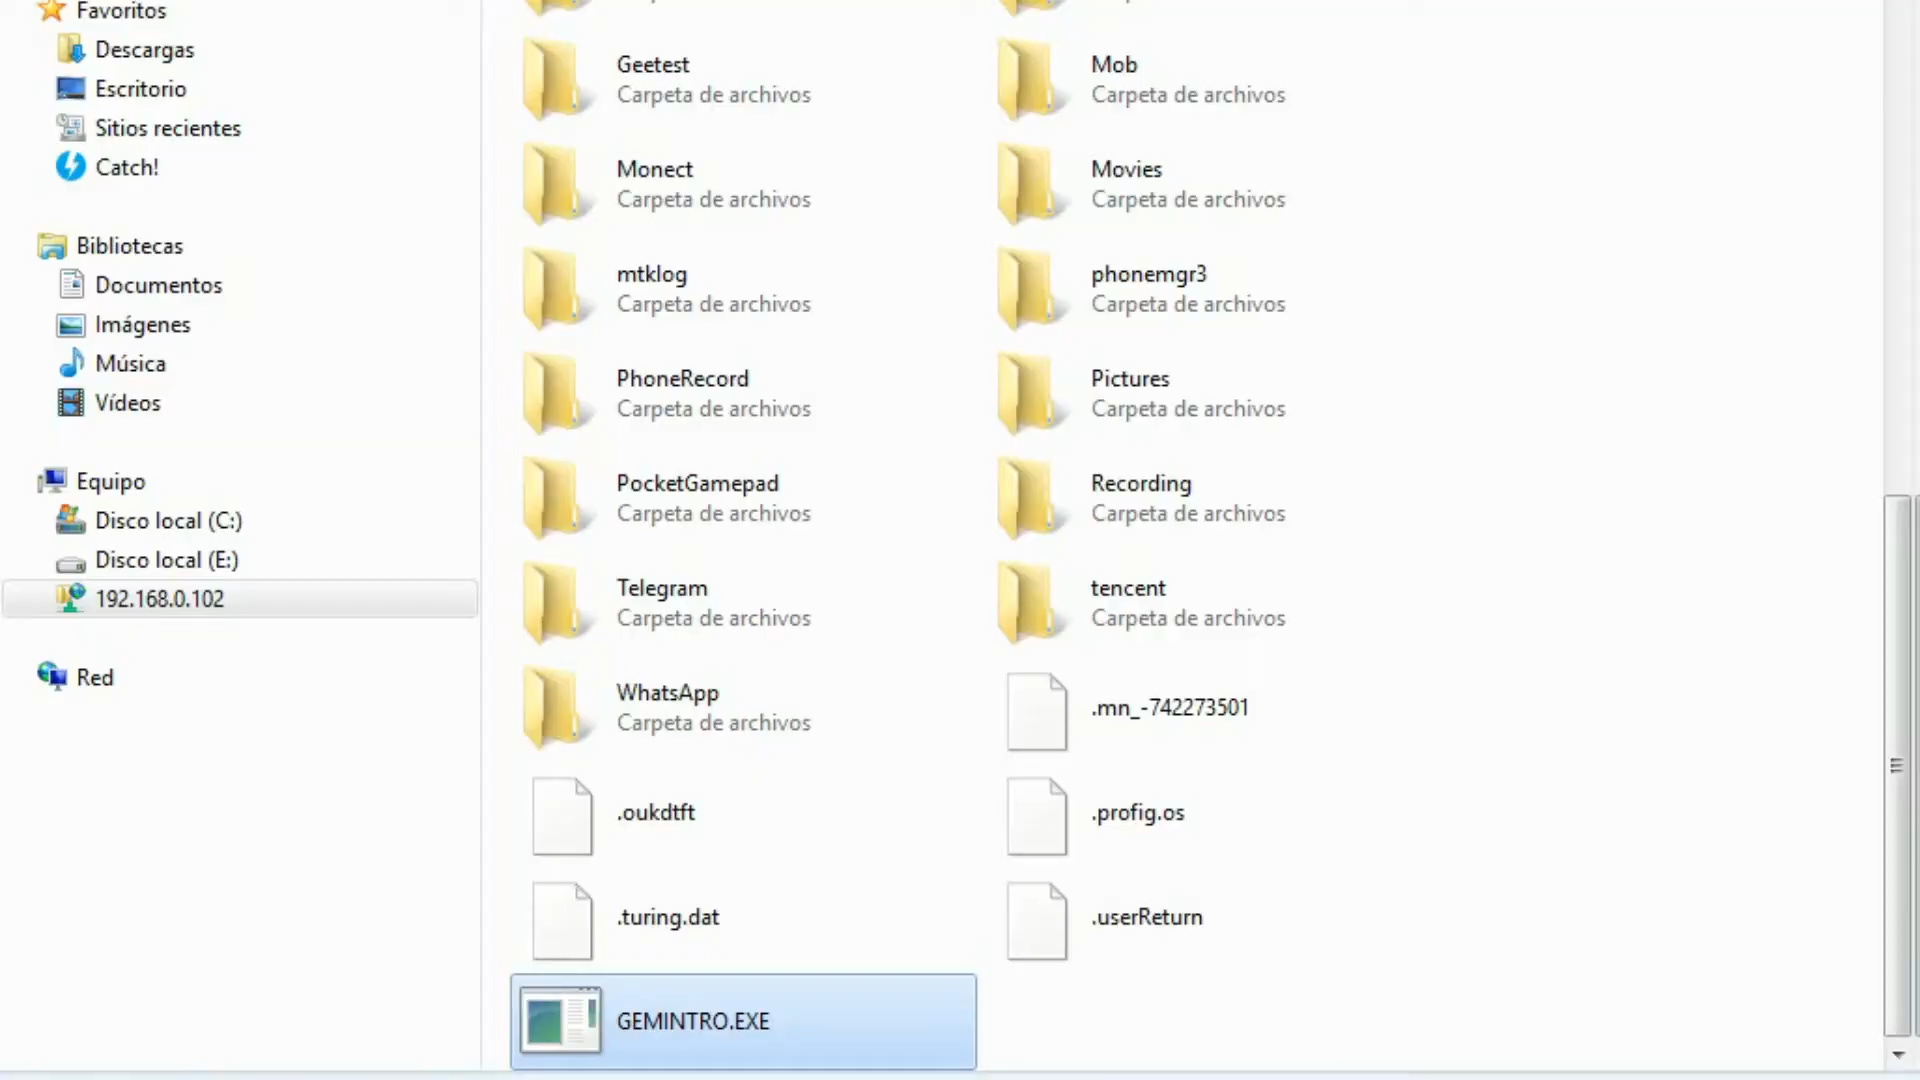 Favoritos
Descargas
Escritorio
Sitios recientes
Catch!
Bibliotecas
Documentos
Imágenes
Música
Vídeos
Equipo
Disco local (C:)
Disco local (E:)
192.168.0.102
Red
Geetest
Carpeta de archivos
Mob
Carpeta de archivos
Monect
Carpeta de archivos
Movies
Carpeta de archivos
mtklog
Carpeta de archivos
phonemgr3
Carpeta de archivos
PhoneRecord
Carpeta de archivos
Pictures
Carpeta de archivos
PocketGamepad
Carpeta de archivos
Recording
Carpeta de archivos
Telegram
Carpeta de archivos
tencent
Carpeta de archivos
WhatsApp
Carpeta de archivos
.mn_-742273501
.oukdtft
.profig.os
.turing.dat
.userReturn
GEMINTRO.EXE